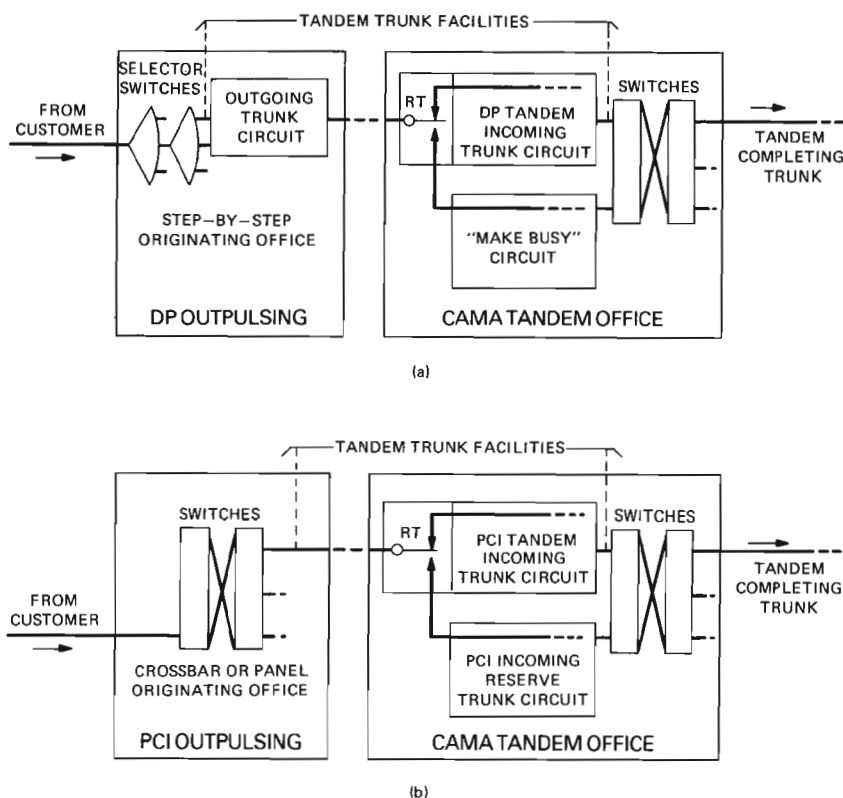 TANDEM TRUNK FACILITIES
SELECTOR
SWITCHES
FROM
CUSTOMER
OUTGOING
TRUNK
CIRCUIT
STEP-BY-STEP
ORIGINATING OFFICE
DP OUTPULSING
RT
DP TANDEM
INCOMING
TRUNK CIRCUIT
"MAKE BUSY"
CIRCUIT
SWITCHES
TANDEM
COMPLETING
TRUNK
CAMA TANDEM OFFICE
(a)
TANDEM TRUNK FACILITIES
SWITCHES
FROM
CUSTOMER
CROSSBAR OR PANEL
ORIGINATING OFFICE
PCI OUTPULSING
RT
PCI TANDEM
INCOMING
TRUNK CIRCUIT
PCI INCOMING
RESERVE
TRUNK CIRCUIT
SWITCHES
TANDEM
COMPLETING
TRUNK
CAMA TANDEM OFFICE
(b)